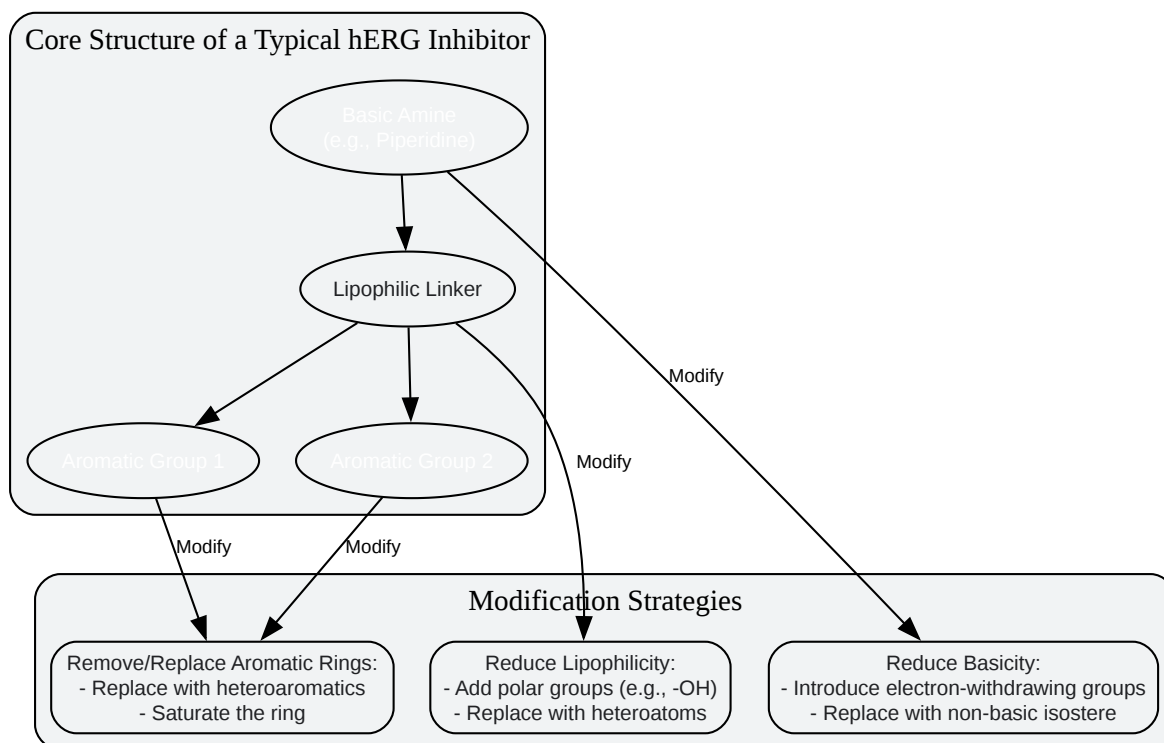 Core Structure of a Typical hERG Inhibitor
Basic Amine
(e.g., Piperidine)
Lipophilic Linker
Modify
Aromatic Group 1
Aromatic Group 2
Modify
Modify
Modify
Modification Strategies
Remove/Replace Aromatic Rings:
- Replace with heteroaromatics
- Saturate the ring
Reduce Lipophilicity:
- Add polar groups (e.g., -OH)
- Replace with heteroatoms
Reduce Basicity:
- Introduce electron-withdrawing groups
- Replace with non-basic isostere